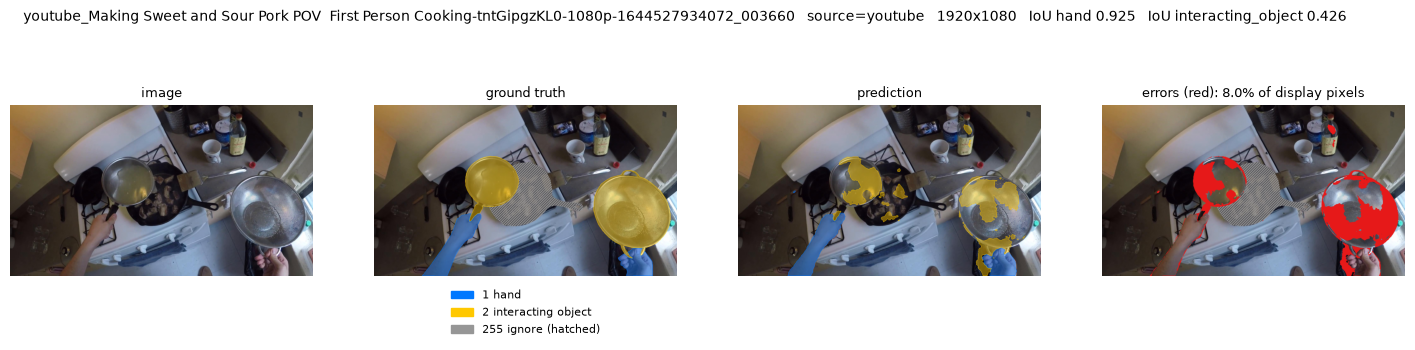 youtube_Making Sweet and Sour Pork POV  First Person Cooking-tntGipgzKL0-1080p-1644527934072_003660   source=youtube   1920x1080   IoU hand 0.925   IoU interacting_object 0.426
image
ground truth
prediction
errors (red): 8.0% of display pixels
1 hand
2 interacting object
255 ignore (hatched)